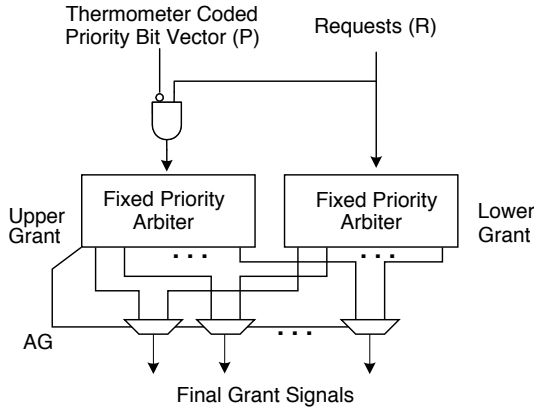 Thermometer Coded
Priority Bit Vector (P)
Requests (R)
Upper
Grant
Fixed Priority
Arbiter
. . .
Fixed Priority
Arbiter
. . .
Lower
Grant
AG
. . .
Final Grant Signals